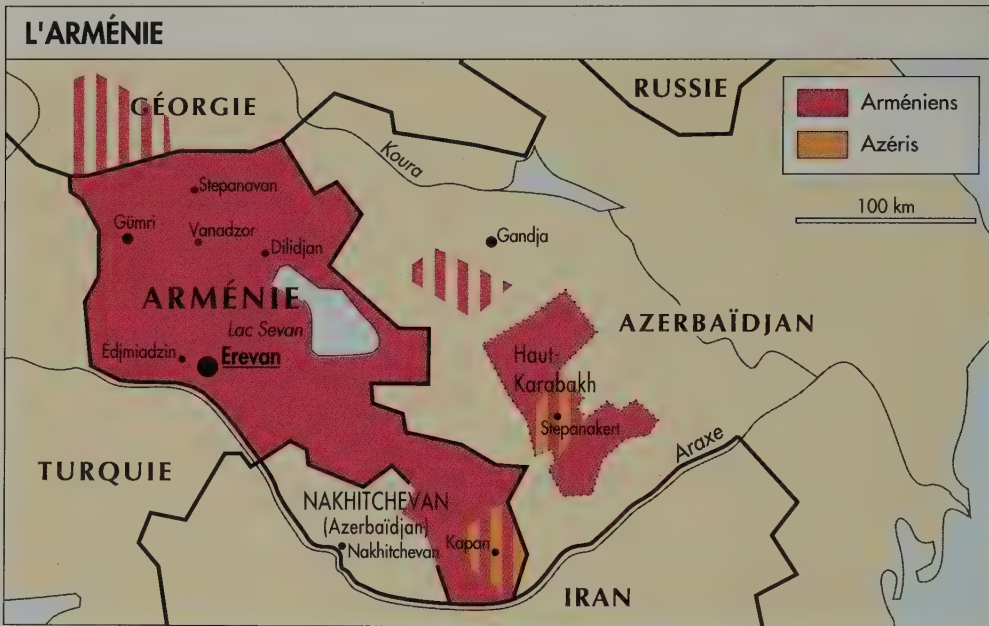 L'ARMÉNIE
GÉORGIE
RUSSIE
Arméniens
Azéris
100 km
Koura
Stepanavan
Gümri
Vanadzor
Dilidjan
Gandja
ARMÉNIE
Lac Sevan
AZERBAÏDJAN
Edjmiadzin
Erevan
Haut-
Karabakh
Stepanakert
Araxe
TURQUIE
NAKHITCHEVAN
(Azerbaïdjan)
Nakhitchevan
Kapan
IRAN